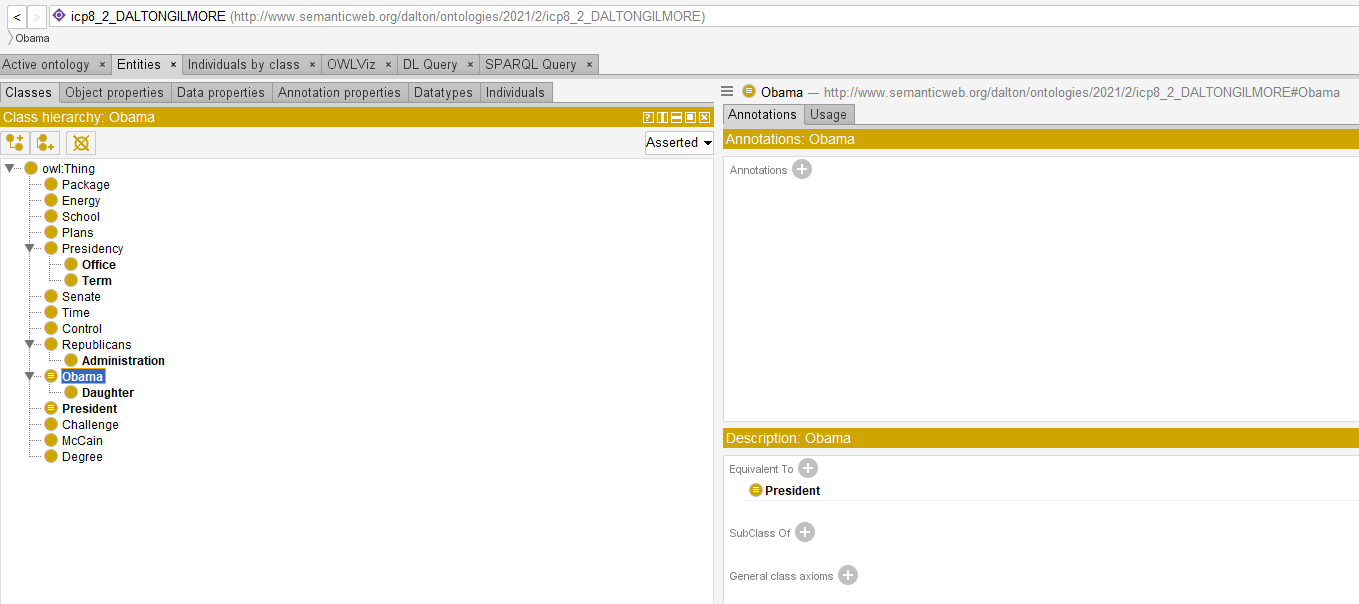 < > icp8_2_DALTONGILMORE (http://www.semanticweb.org/dalton/ontologies/2021/2/icp8_2_DALTONGILMORE)
Obama
Active ontology × Entities × Individuals by class × OWLViz × DL Query × SPARQL Query ×
Classes Object properties Data properties Annotation properties Datatypes Individuals
Class hierarchy: Obama
Asserted
owl:Thing
Package
Energy
School
Plans
Presidency
Office
Term
Senate
Time
Control
Republicans
Administration
Obama
Daughter
President
Challenge
McCain
Degree
Obama — http://www.semanticweb.org/dalton/ontologies/2021/2/icp8_2_DALTONGILMORE#Obama
Annotations Usage
Annotations: Obama
Annotations
Description: Obama
Equivalent To
President
SubClass Of
General class axioms